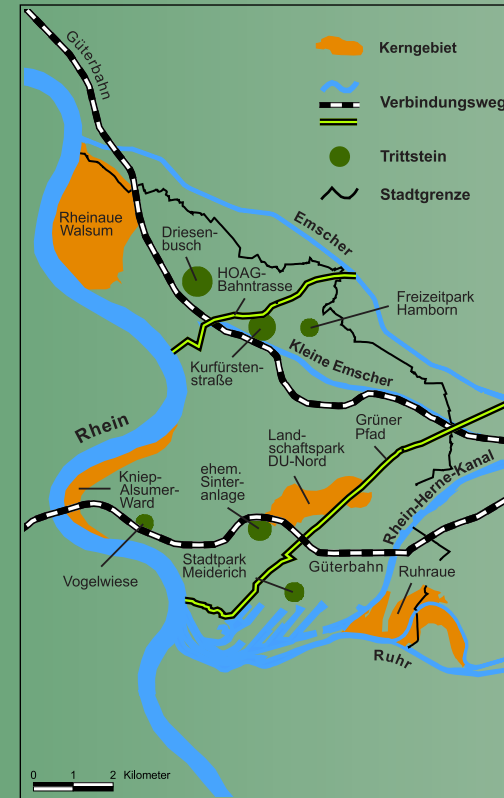 Güterbahn
Kerngebiet
Verbindungsweg
Trittstein
Stadtgrenze
Rheinaue
Walsum
Driesen-
busch
Emscher
HOAG-
Bahntrasse
Freizeitpark
Hamborn
Kurfürsten-
straße
Kleine Emscher
Rhein
Grüner
Pfad
Land-
schaftspark
DU-Nord
ehem.
Sinter-
anlage
Kniep-
Alsumer-
Ward
Rhein-Herne-Kanal
Vogelwiese
Stadtpark
Meiderich
Güterbahn
Ruhraue
Ruhr
0 1 2 Kilometer